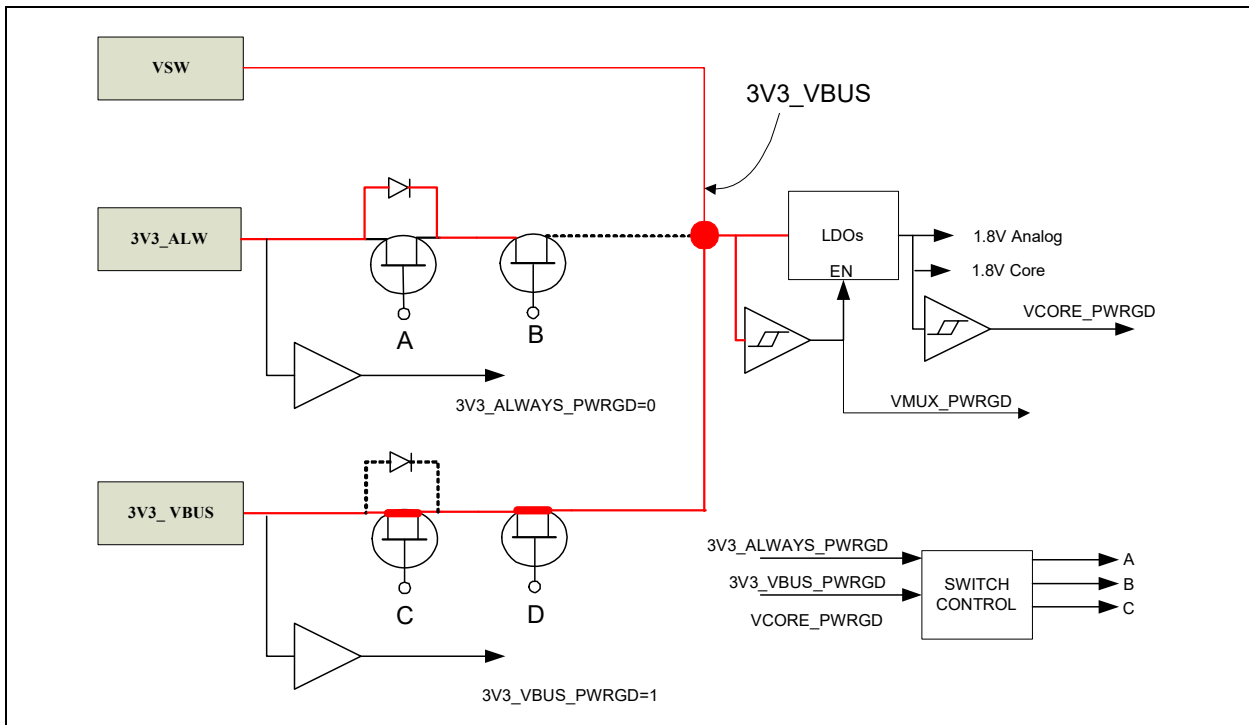 VSW
3V3_VBUS
3V3_ALW
LDOs
EN
1.8V Analog
1.8V Core
VCORE_PWRGD
A
B
3V3_ALWAYS_PWRGD=0
VMUX_PWRGD
3V3_ VBUS
C
D
3V3_VBUS_PWRGD=1
3V3_ALWAYS_PWRGD
3V3_VBUS_PWRGD
VCORE_PWRGD
SWITCH
CONTROL
A
B
C